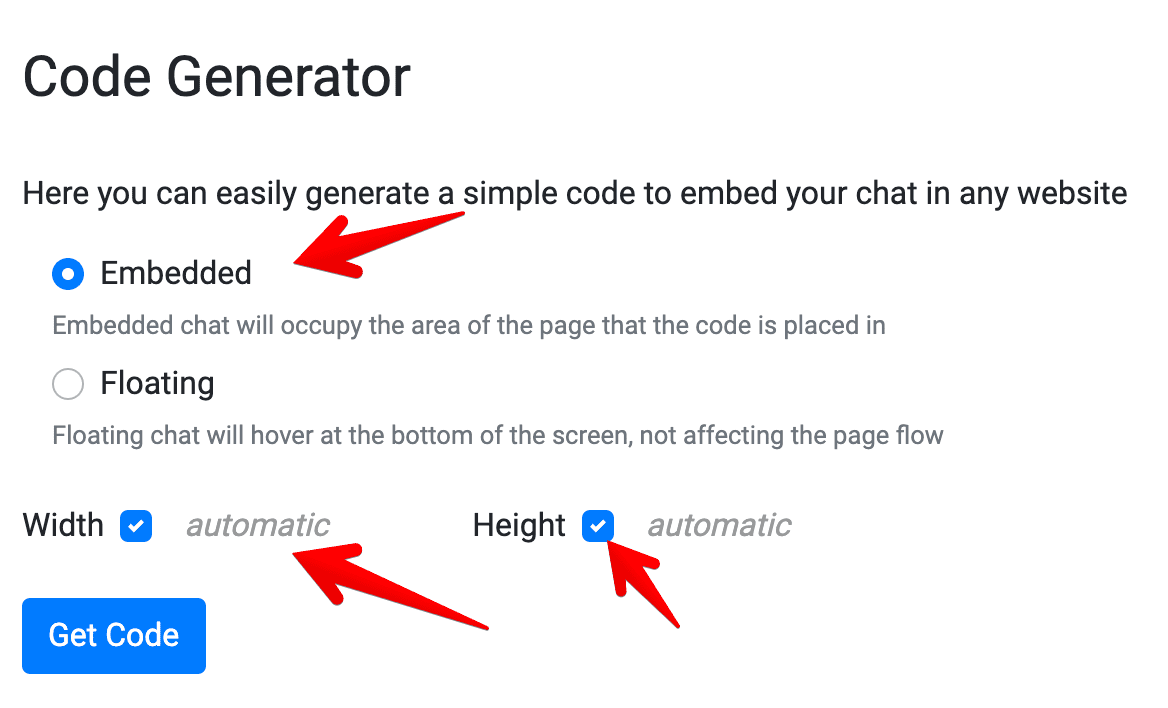 Code Generator
Here you can easily generate a simple code to embed your chat in any website
Embedded
Embedded chat will occupy the area of the page that the code is placed in
Floating
Floating chat will hover at the bottom of the screen, not affecting the page flow
Width automatic Height automatic
Get Code